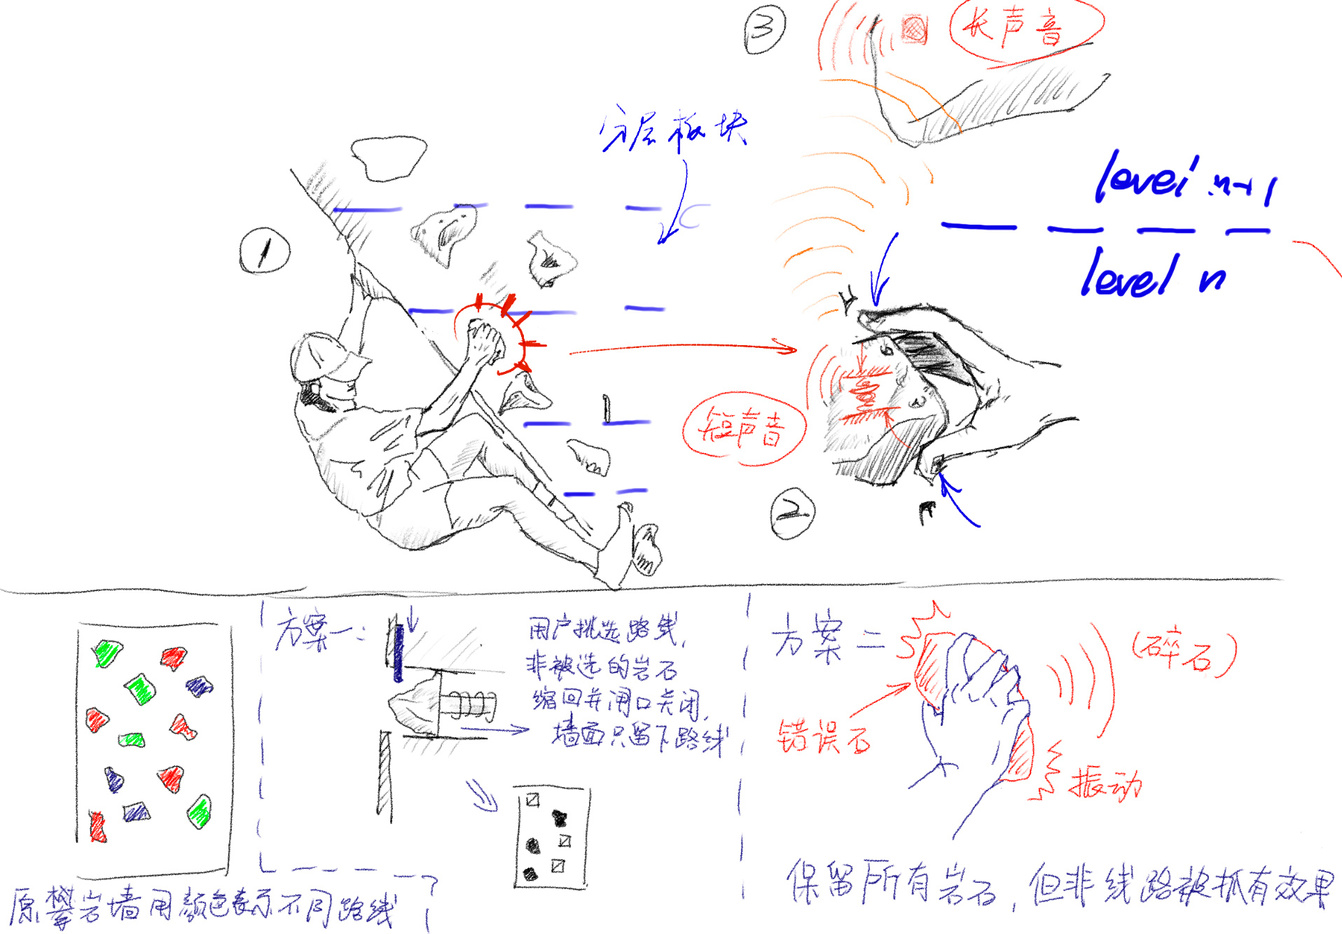 3
长声音
分层板块
level n+1
level n
1
短声音
2
方案一:
用户挑选路线,
非被选的岩石
缩回并闸口关闭,
墙面只留下路线
方案二
(碎石)
错误石
振动
原攀岩墙用颜色表示不同路线
?
保留所有岩石,但非线路被抓有效果